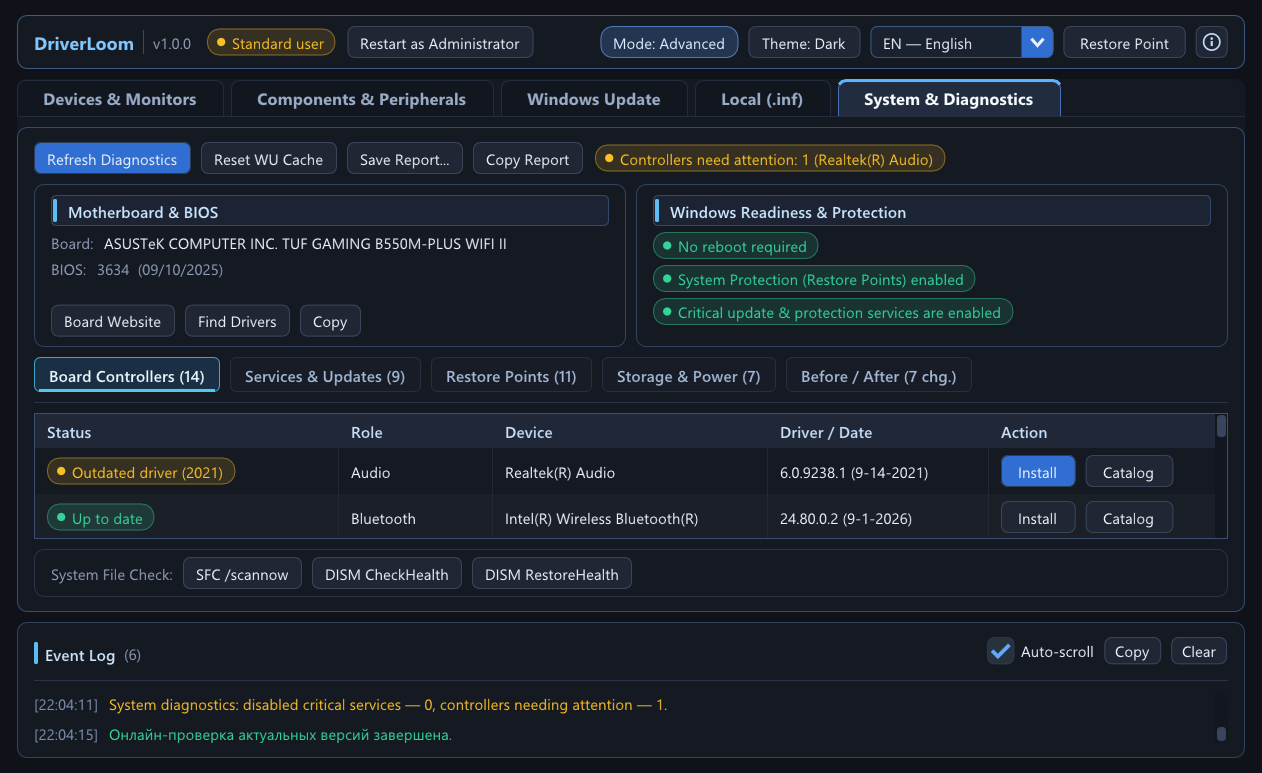 DriverLoom v1.0.0 Standard user Restart as Administrator Mode: Advanced Theme: Dark EN — English Restore Point
Devices & Monitors Components & Peripherals Windows Update Local (.inf) System & Diagnostics
Refresh Diagnostics Reset WU Cache Save Report... Copy Report Controllers need attention: 1 (Realtek(R) Audio)
Motherboard & BIOS
Board: ASUSTeK COMPUTER INC. TUF GAMING B550M-PLUS WIFI II
BIOS: 3634 (09/10/2025)
Board Website Find Drivers Copy
Windows Readiness & Protection
No reboot required
System Protection (Restore Points) enabled
Critical update & protection services are enabled
Board Controllers (14) Services & Updates (9) Restore Points (11) Storage & Power (7) Before / After (7 chg.)
Status Role Device Driver / Date Action
Outdated driver (2021) Audio Realtek(R) Audio 6.0.9238.1 (9-14-2021) Install Catalog
Up to date Bluetooth Intel(R) Wireless Bluetooth(R) 24.80.0.2 (9-1-2026) Install Catalog
System File Check: SFC /scannow DISM CheckHealth DISM RestoreHealth
Event Log (6) Auto-scroll Copy Clear
[22:04:11] System diagnostics: disabled critical services — 0, controllers needing attention — 1.
[22:04:15] Онлайн-проверка актуальных версий завершена.